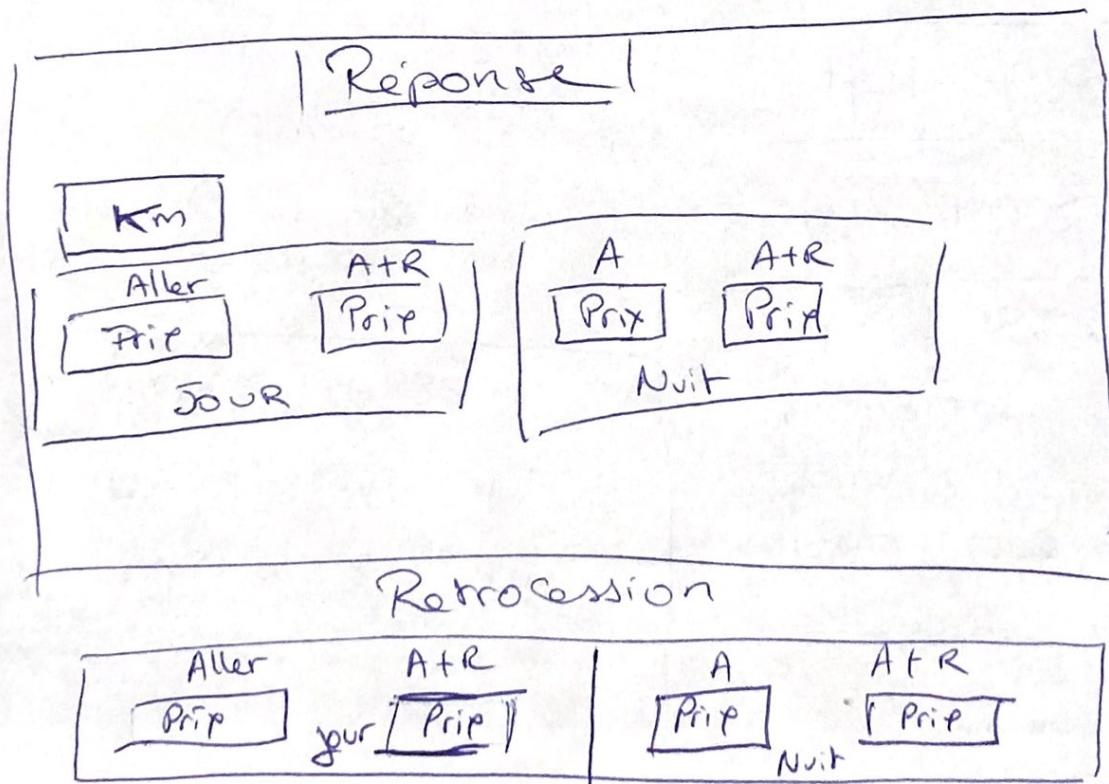 Réponse
Km
Aller A+R A A+R
Prix Prix Prix Prix
JOUR Nuit
Retrocession
Aller A+R A A+R
Prix jour Prix Prix Prix
Nuit